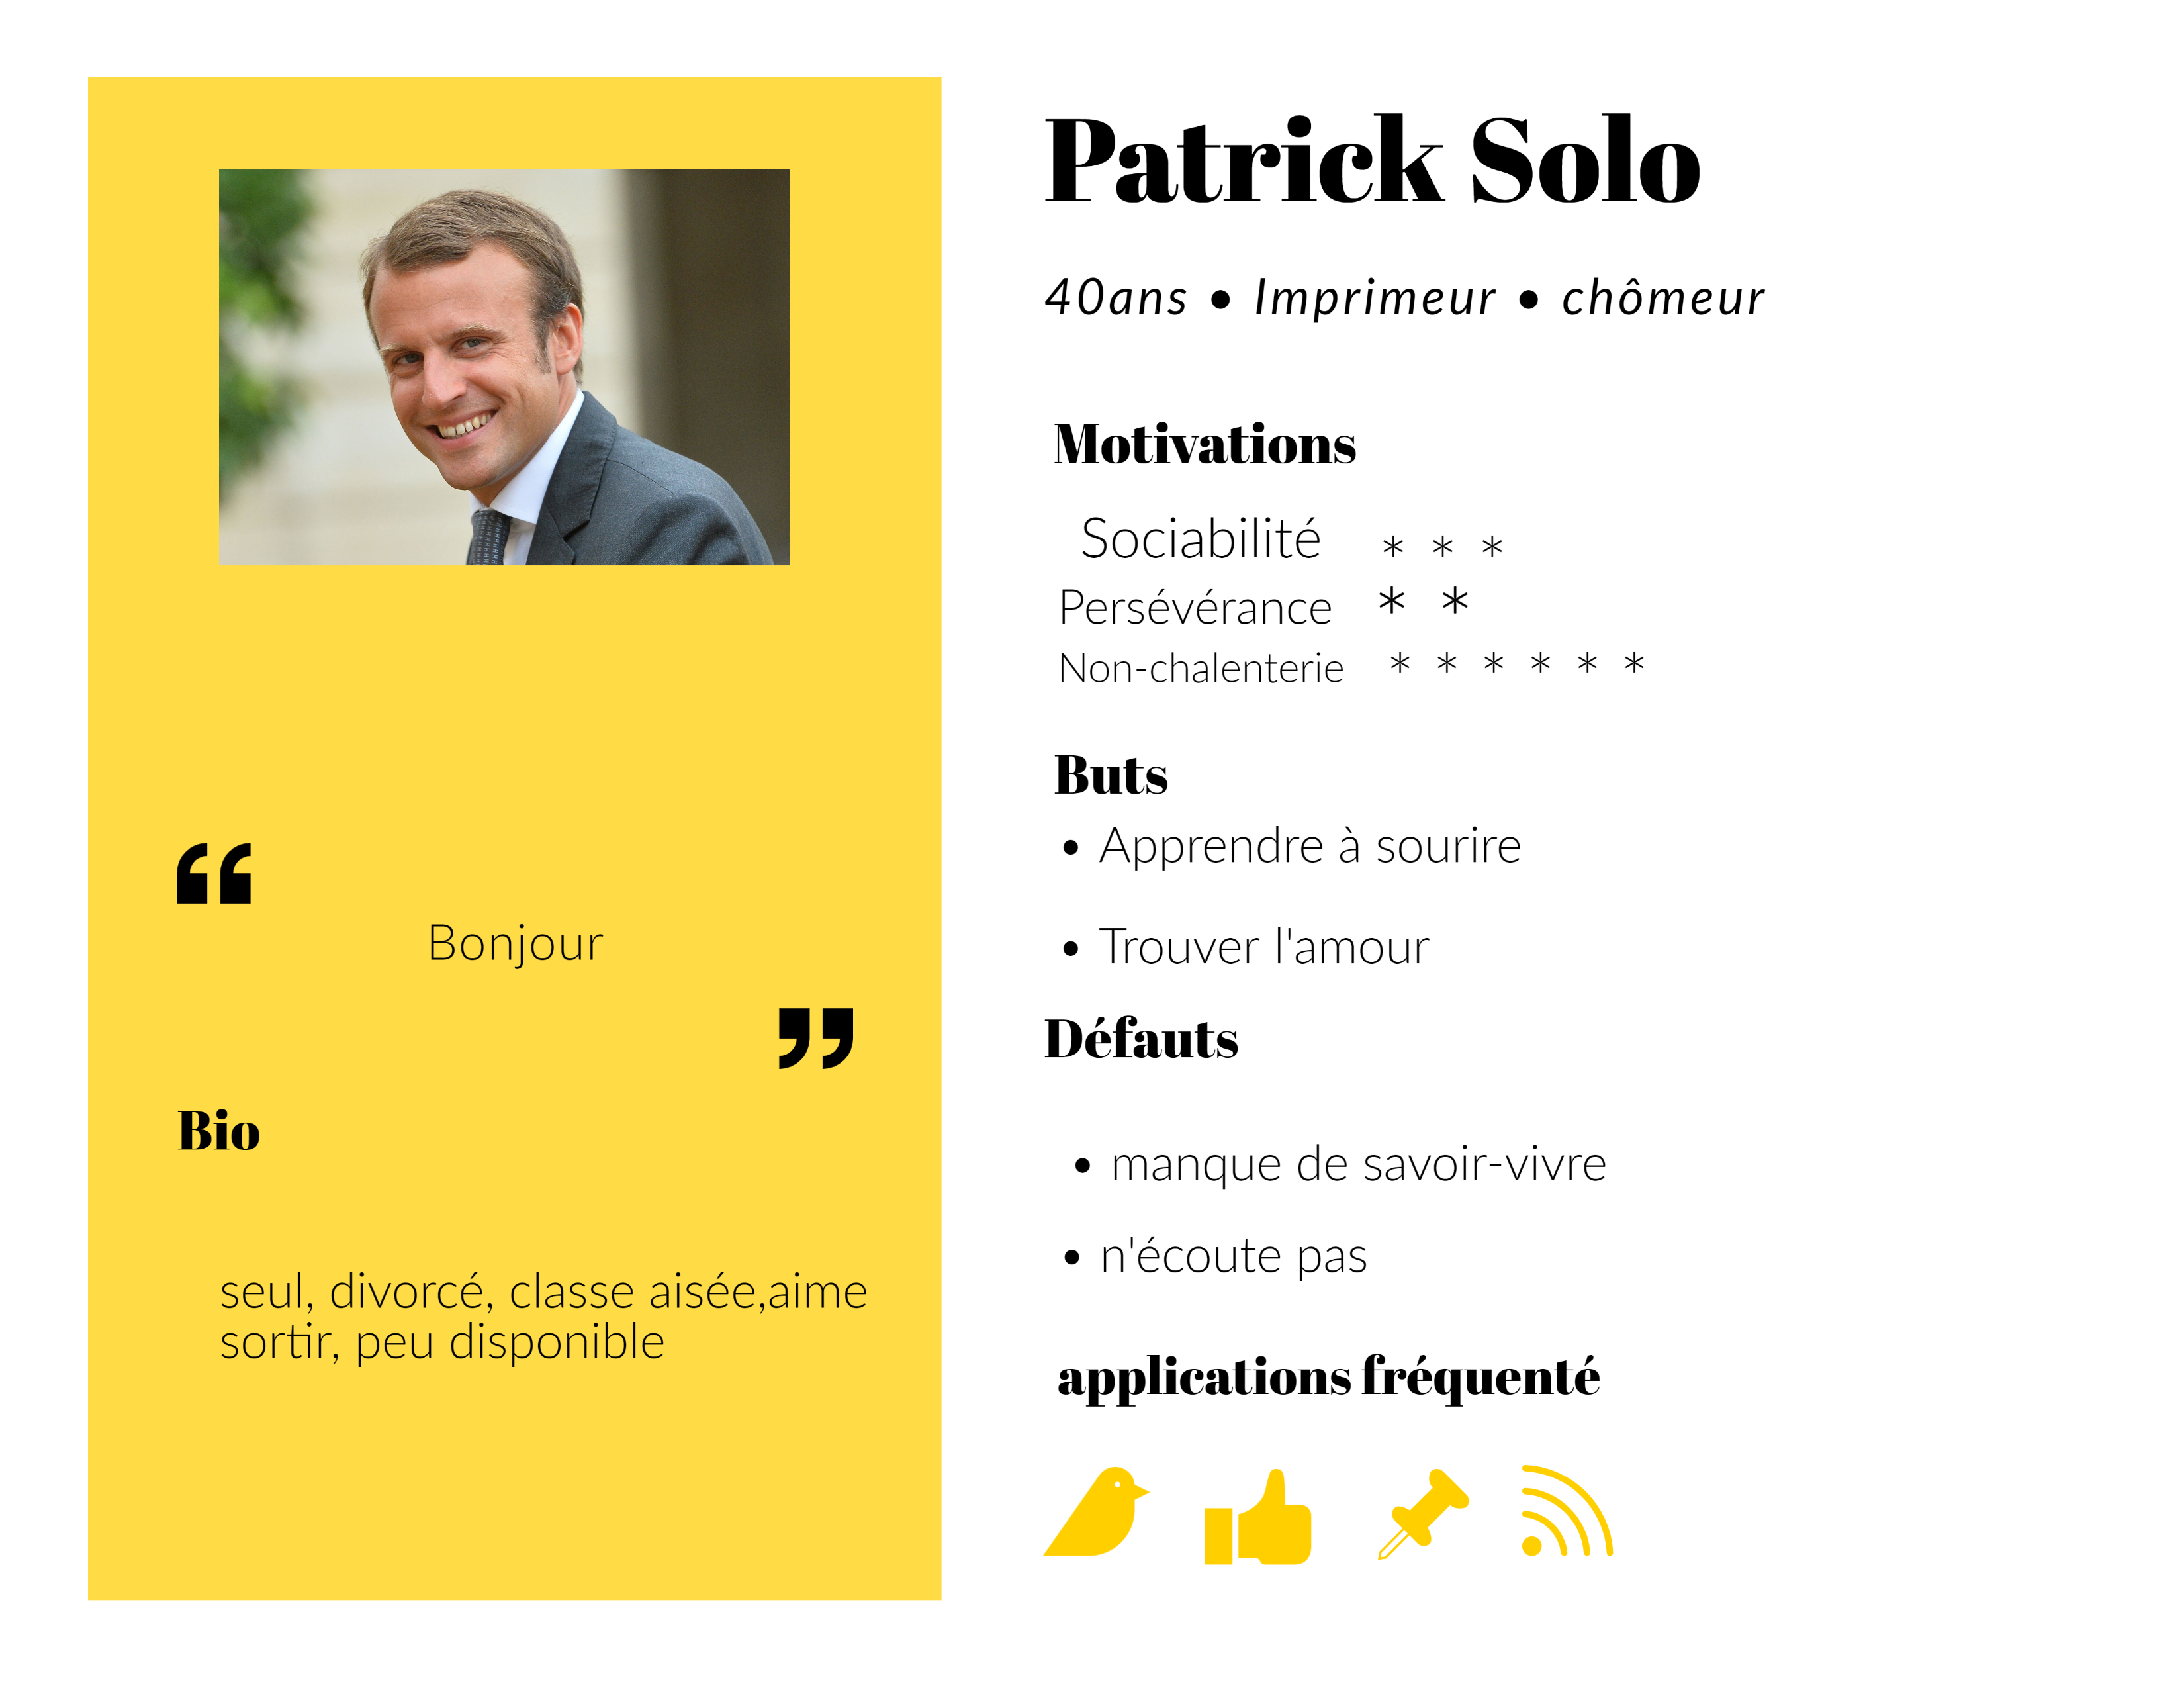 Patrick Solo
40ans • Imprimeur • chômeur
“
Bonjour
”
Bio
seul, divorcé, classe aisée,aime
sortir, peu disponible
Motivations
Sociabilité * * *
Persévérance * *
Non-chalenterie * * * * * *
Buts
• Apprendre à sourire
• Trouver l'amour
Défauts
• manque de savoir-vivre
• n'écoute pas
applications fréquenté